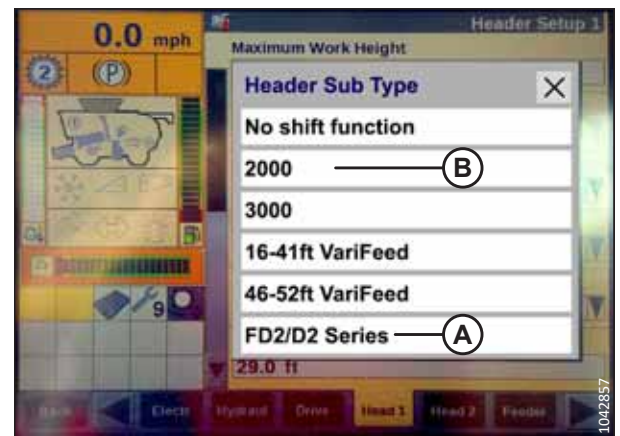 0.0 mph
Header Setup 1
Maximum Work Height
2
(P)
Header Sub Type
No shift function
2000
B
3000
16-41ft VariFeed
46-52ft VariFeed
9
FD2/D2 Series
A
29.0 ft
Back
Electr
Hydraul
Drive
Head 1
Head 2
Feeder
1042857